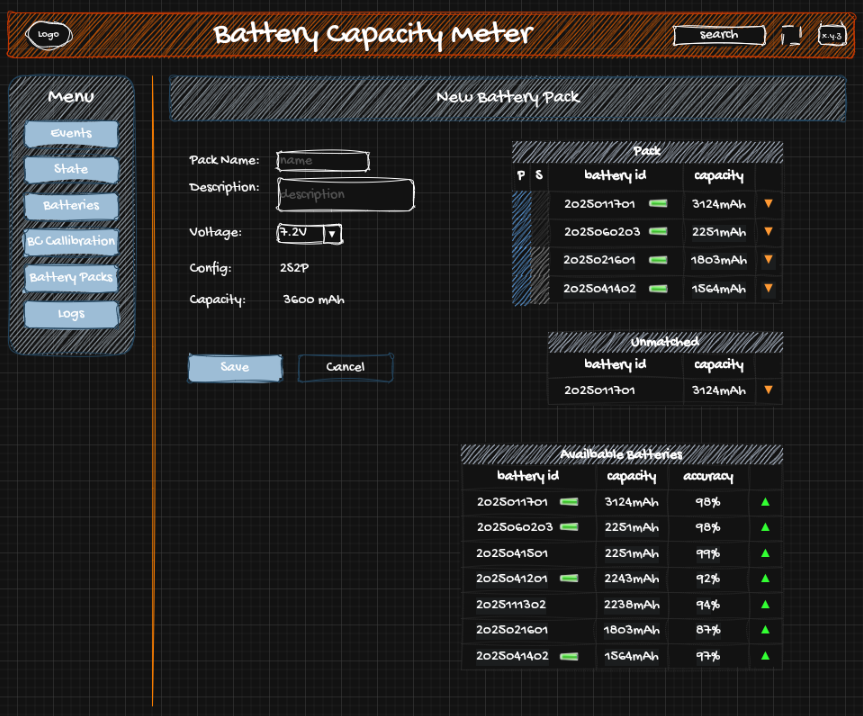 Logo
Battery Capacity Meter
search
x.y.3
Menu
Events
State
Batteries
BC Callibration
Battery Packs
Logs
New Battery Pack
Pack Name: name
Description: description
Voltage: 7.2V ▼
Config: 2S2P
Capacity: 3600 mAh
Save Cancel
Pack
P S battery id capacity
2025011701 3124mAh ▼
2025060203 2251mAh ▼
2025021601 1803mAh ▼
2025041402 1564mAh ▼
Unmatched
battery id capacity
2025011701 3124mAh ▼
Availbable Batteries
battery id capacity accuracy
2025011701 3124mAh 98% ▲
2025060203 2251mAh 98% ▲
2025041501 2251mAh 99% ▲
2025041201 2243mAh 92% ▲
2025111302 2238mAh 94% ▲
2025021601 1803mAh 87% ▲
2025041402 1564mAh 97% ▲